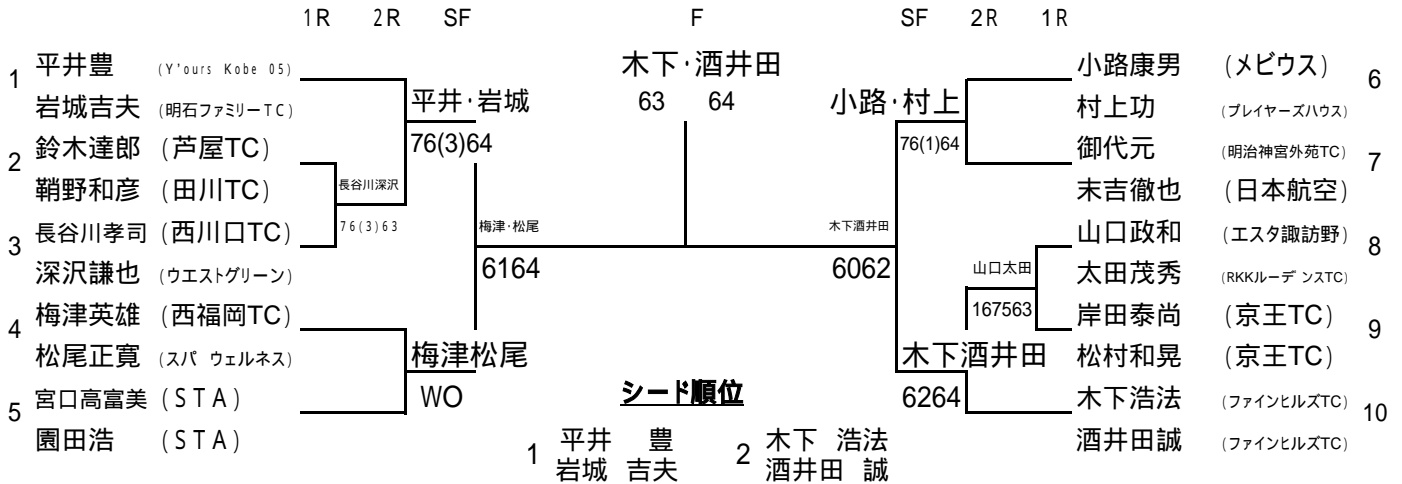 1R 2R SF F SF 2R 1R
1 平井豊 (Y'ours Kobe 05)
岩城吉夫 (明石ファミリーTC)
2 鈴木達郎 (芦屋TC)
鞘野和彦 (田川TC)
3 長谷川孝司 (西川口TC)
深沢謙也 (ウエストグリーン)
4 梅津英雄 (西福岡TC)
松尾正寛 (スパ ウェルネス)
5 宮口高富美 (STA)
園田浩 (STA)
平井・岩城
76(3)64
長谷川深沢
76(3)63
梅津・松尾
6164
梅津松尾
WO
木下・酒井田
63 64
小路・村上
76(1)64
木下酒井田
6062
山口太田
167563
木下酒井田
6264
小路康男 (メビウス) 6
村上功 (プレイヤーズハウス)
御代元 (明治神宮外苑TC) 7
末吉徹也 (日本航空)
山口政和 (エスタ諏訪野) 8
太田茂秀 (RKKルーデンスTC)
岸田泰尚 (京王TC) 9
松村和晃 (京王TC)
木下浩法 (ファインヒルズTC) 10
酒井田誠 (ファインヒルズTC)
シード順位
1 平井 豊
岩城 吉夫
2 木下 浩法
酒井田 誠